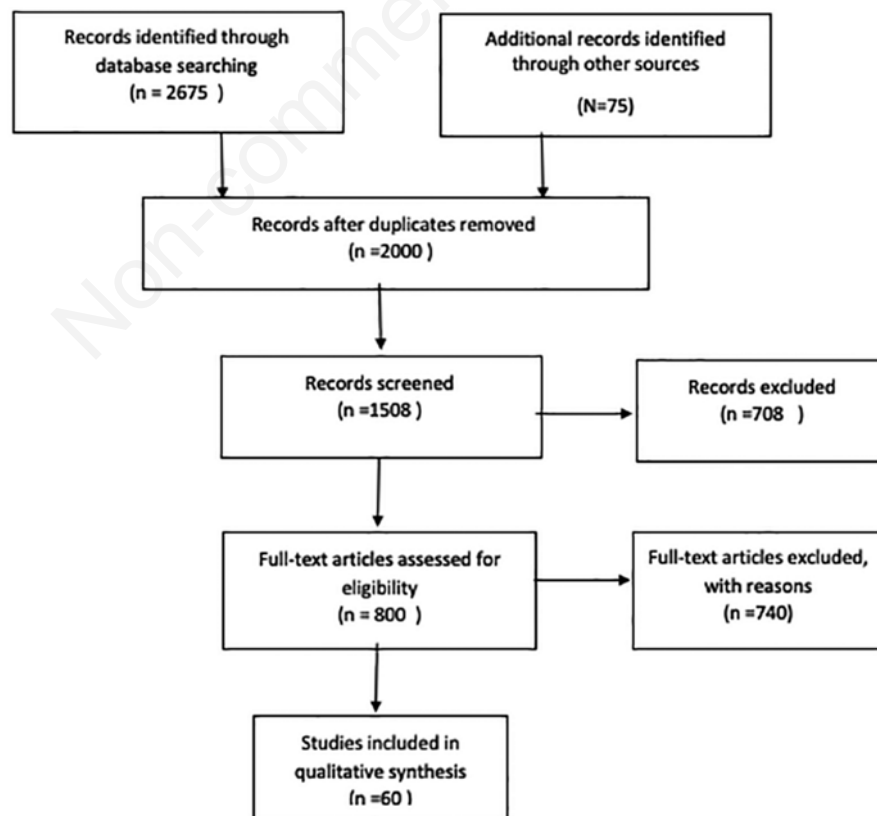 Records identified through
database searching
(n = 2675 )
Additional records identified
through other sources
(N=75)
Records after duplicates removed
(n =2000 )
Records screened
(n =1508 )
Records excluded
(n =708 )
Full-text articles assessed for
eligibility
(n = 800 )
Full-text articles excluded,
with reasons
(n =740)
Studies included in
qualitative synthesis
(n =60)
Non-comme